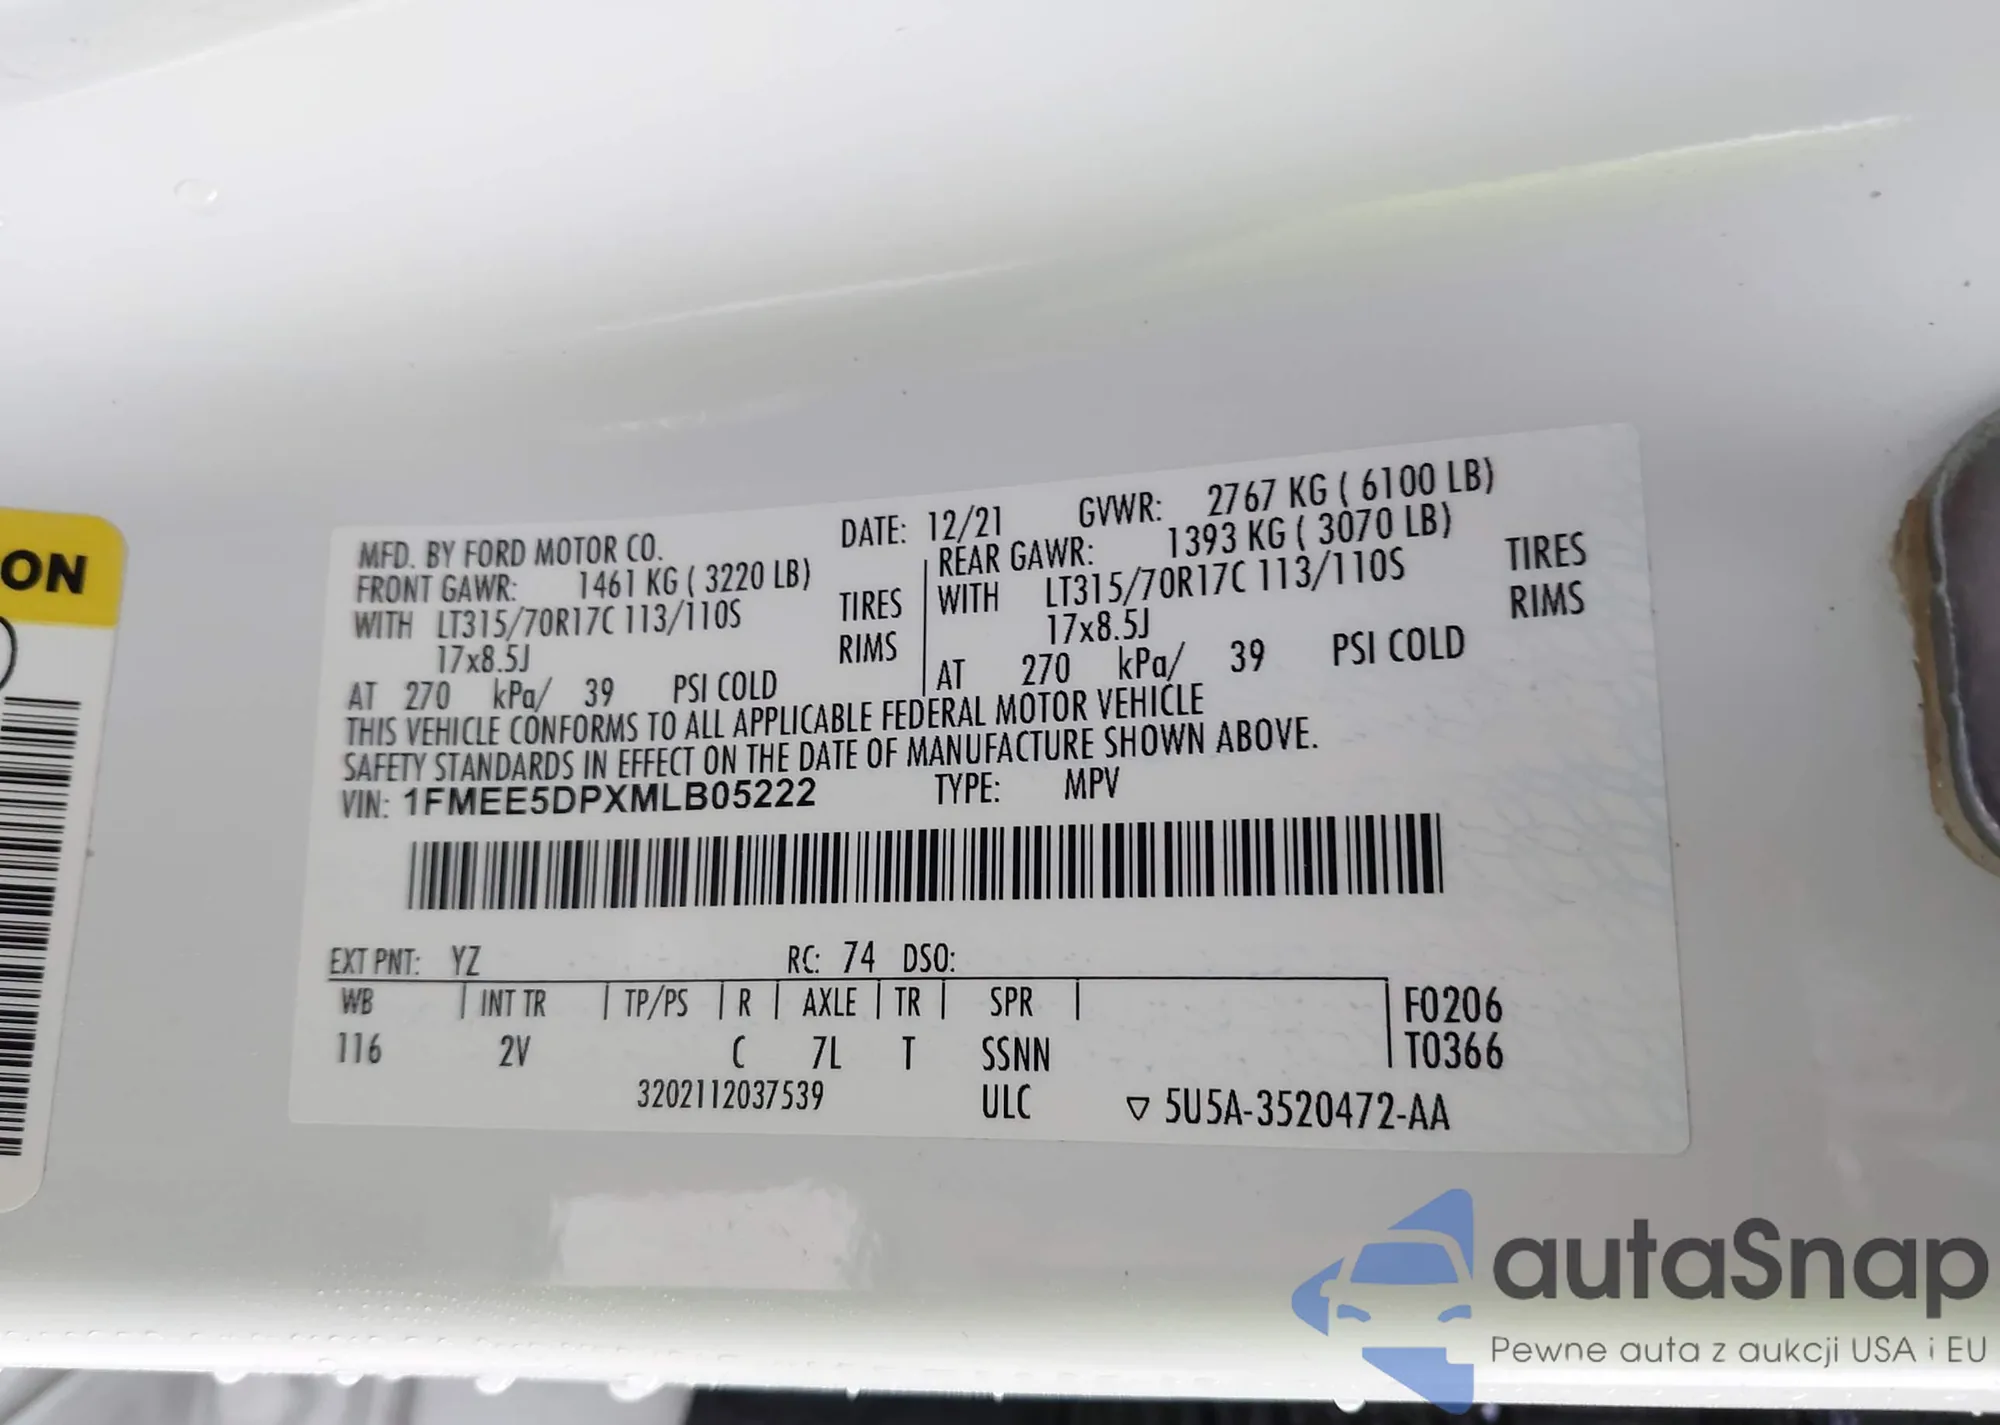 ON
MFD. BY FORD MOTOR CO. DATE: 12/21 GVWR: 2767 KG ( 6100 LB)
FRONT GAWR: 1461 KG ( 3220 LB) REAR GAWR: 1393 KG ( 3070 LB)
WITH LT315/70R17C 113/110S TIRES WITH LT315/70R17C 113/110S TIRES
17x8.5J RIMS 17x8.5J RIMS
AT 270 kPa/ 39 PSI COLD AT 270 kPa/ 39 PSI COLD
THIS VEHICLE CONFORMS TO ALL APPLICABLE FEDERAL MOTOR VEHICLE
SAFETY STANDARDS IN EFFECT ON THE DATE OF MANUFACTURE SHOWN ABOVE.
VIN: 1FMEE5DPXMLB05222 TYPE: MPV
EXT PNT: YZ RC: 74 DSO:
WB INT TR TP/PS R AXLE TR SPR F0206
116 2V C 7L T SSNN T0366
3202112037539 ULC ▽ 5U5A-3520472-AA
autaSnap
Pewne auta z aukcji USA i EU